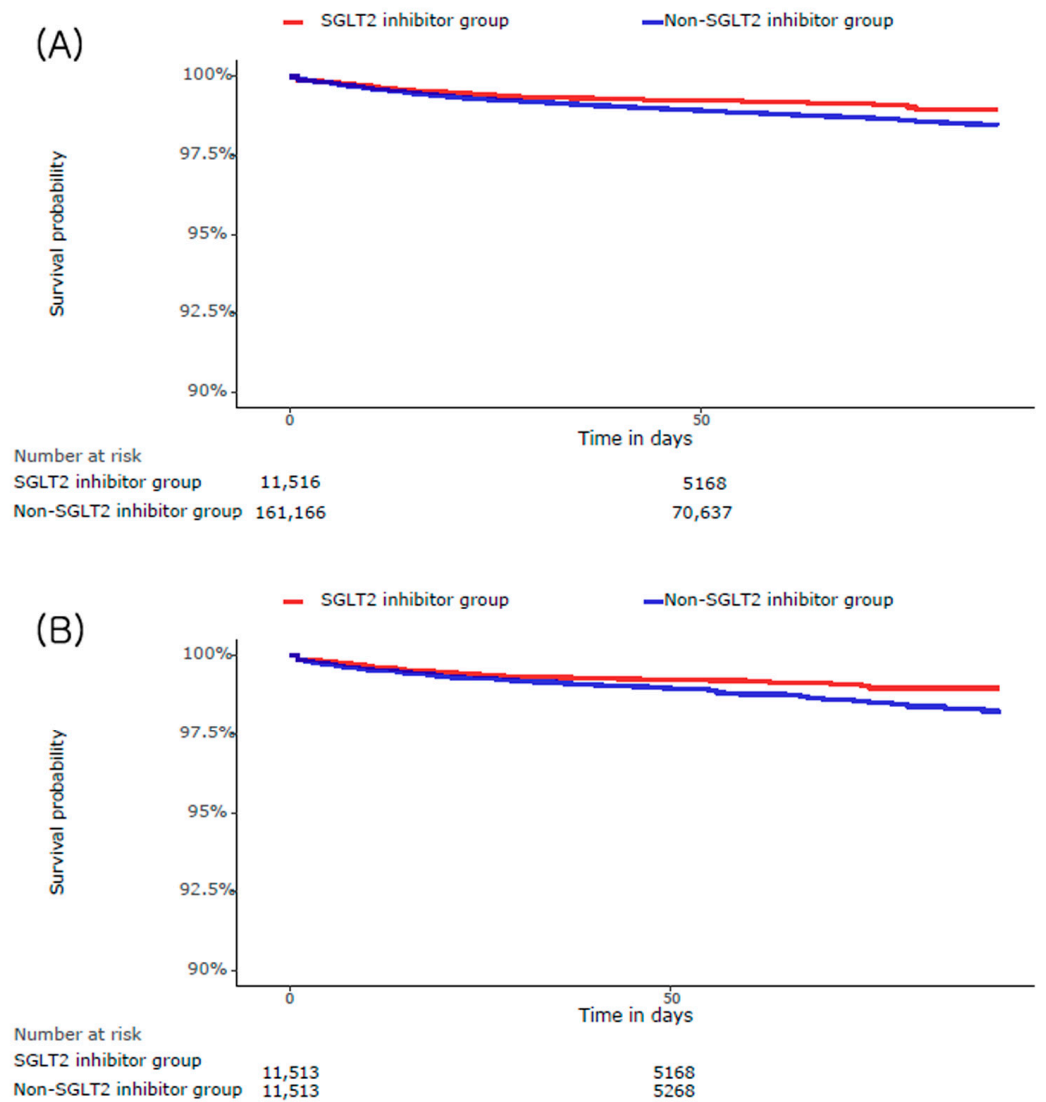 (A)
SGLT2 inhibitor group
Non-SGLT2 inhibitor group
100%
97.5%
95%
92.5%
90%
Survival probability
0
50
Time in days
Number at risk
SGLT2 inhibitor group 11,516 5168
Non-SGLT2 inhibitor group 161,166 70,637
(B)
SGLT2 inhibitor group
Non-SGLT2 inhibitor group
100%
97.5%
95%
92.5%
90%
Survival probability
0
50
Time in days
Number at risk
SGLT2 inhibitor group 11,513 5168
Non-SGLT2 inhibitor group 11,513 5268